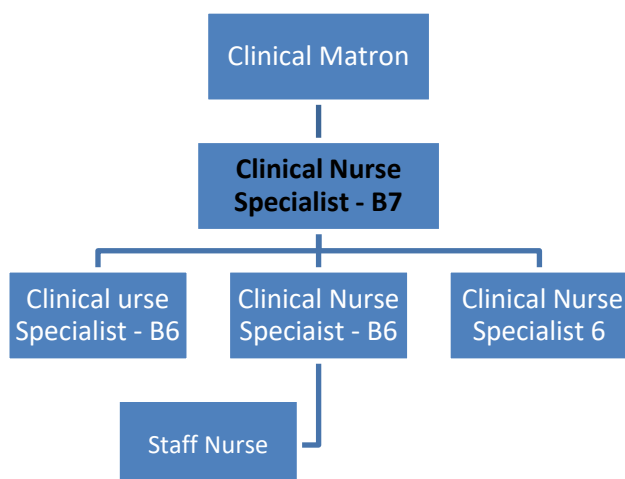 Clinical Matron
Clinical Nurse
Specialist - B7
Clinical urse
Specialist - B6
Clinical Nurse
Speciaist - B6
Clinical Nurse
Specialist 6
Staff Nurse